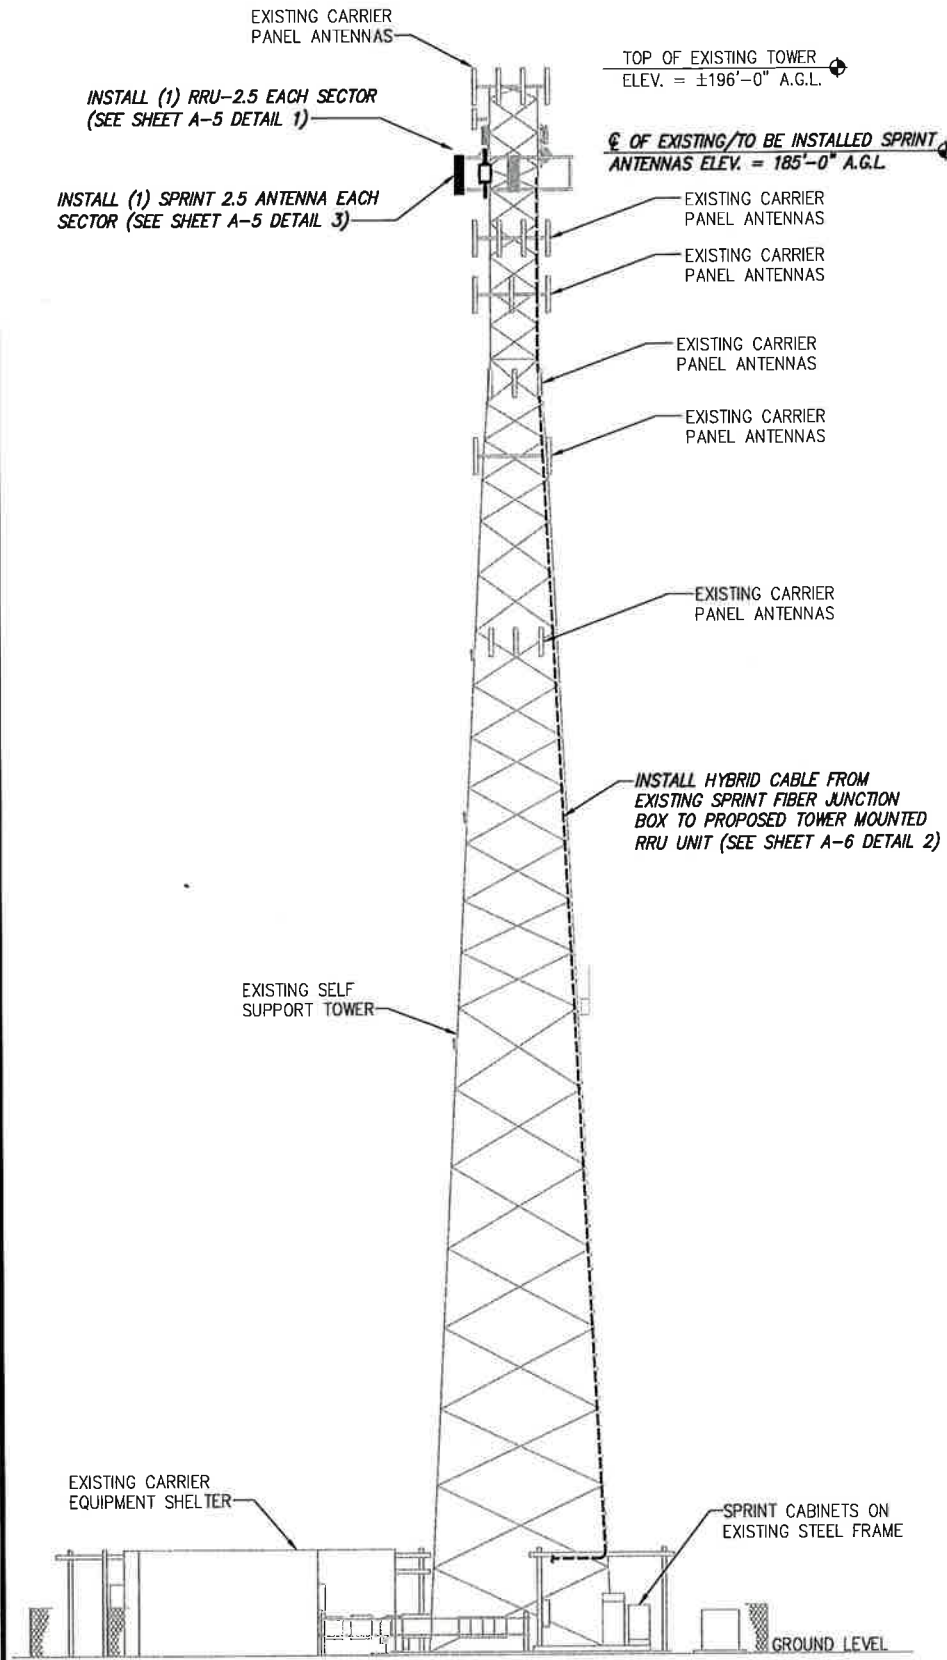 EXISTING CARRIER
PANEL ANTENNAS
TOP OF EXISTING TOWER
ELEV. = ±196'-0" A.G.L.
INSTALL (1) RRU-2.5 EACH SECTOR
(SEE SHEET A-5 DETAIL 1)
℄ OF EXISTING/TO BE INSTALLED SPRINT
ANTENNAS ELEV. = 185'-0" A.G.L.
INSTALL (1) SPRINT 2.5 ANTENNA EACH
SECTOR (SEE SHEET A-5 DETAIL 3)
EXISTING CARRIER
PANEL ANTENNAS
EXISTING CARRIER
PANEL ANTENNAS
EXISTING CARRIER
PANEL ANTENNAS
EXISTING CARRIER
PANEL ANTENNAS
EXISTING CARRIER
PANEL ANTENNAS
INSTALL HYBRID CABLE FROM
EXISTING SPRINT FIBER JUNCTION
BOX TO PROPOSED TOWER MOUNTED
RRU UNIT (SEE SHEET A-6 DETAIL 2)
EXISTING SELF
SUPPORT TOWER
EXISTING CARRIER
EQUIPMENT SHELTER
SPRINT CABINETS ON
EXISTING STEEL FRAME
GROUND LEVEL